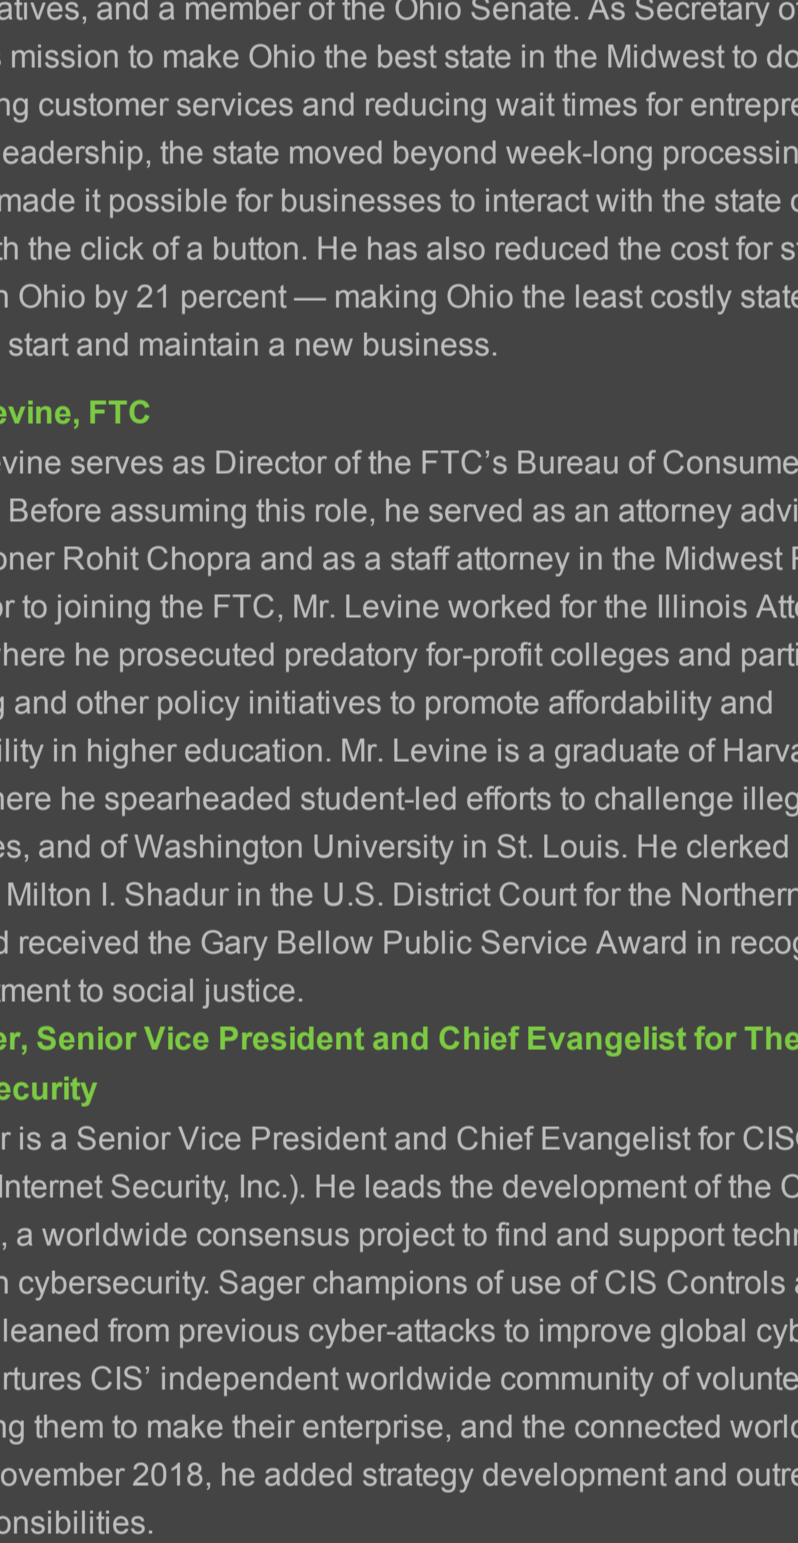 atives, and a member of the Ohio Senate. As Secretary o
mission to make Ohio the best state in the Midwest to do
ng customer services and reducing wait times for entrepre
eadership, the state moved beyond week-long processin
made it possible for businesses to interact with the state
th the click of a button. He has also reduced the cost for s
Ohio by 21 percent — making Ohio the least costly state
start and maintain a new business.
evine, FTC
vine serves as Director of the FTC’s Bureau of Consume
Before assuming this role, he served as an attorney advi
oner Rohit Chopra and as a staff attorney in the Midwest
or to joining the FTC, Mr. Levine worked for the Illinois Att
here he prosecuted predatory for-profit colleges and parti
g and other policy initiatives to promote affordability and
ility in higher education. Mr. Levine is a graduate of Harva
here he spearheaded student-led efforts to challenge illeg
es, and of Washington University in St. Louis. He clerked
Milton I. Shadur in the U.S. District Court for the Northern
d received the Gary Bellow Public Service Award in recog
tment to social justice.
er, Senior Vice President and Chief Evangelist for The
ecurity
r is a Senior Vice President and Chief Evangelist for CIS
Internet Security, Inc.). He leads the development of the C
, a worldwide consensus project to find and support techn
n cybersecurity. Sager champions of use of CIS Controls
leaned from previous cyber-attacks to improve global cyb
rtures CIS’ independent worldwide community of volunte
ng them to make their enterprise, and the connected worl
ovember 2018, he added strategy development and outre
onsibilities.